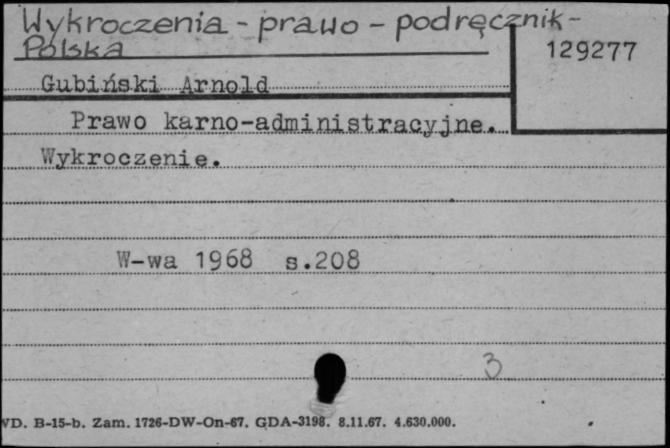 Wykroczenia - prawo - podręcznik -
Polska
129277
Gubiński Arnold
Prawo karno-administracyjne.
Wykroczenie.
W-wa 1968 s.208
3
WD. B-15-b. Zam. 1726-DW-On-67. GDA-3198. 8.11.67. 4.630.000.